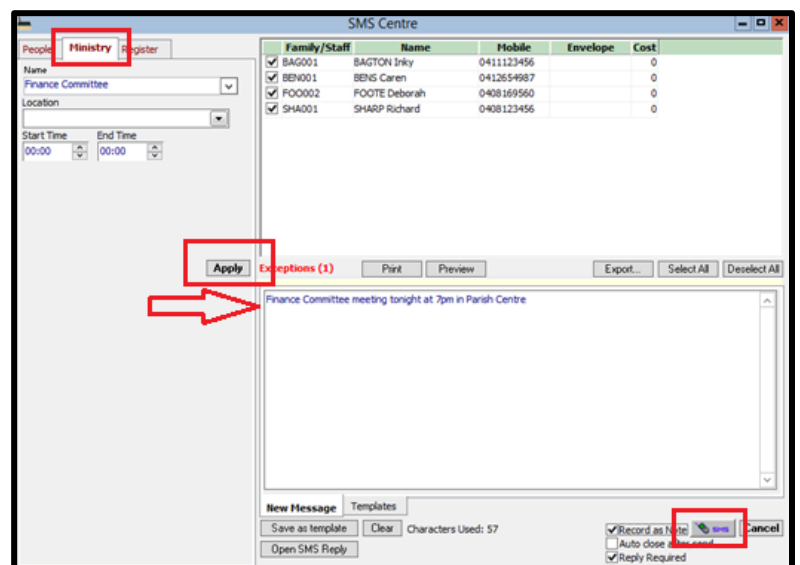 SMS Centre
People Ministry Register
Name
Finance Committee
Location
Start Time End Time
00:00 00:00
Apply
Family/Staff Name Mobile Envelope Cost
BAG001 BAGTON Inky 0411123456 0
BEN001 BENS Caren 0412654987 0
FOO002 FOOTE Deborah 0408169560 0
SHA001 SHARP Richard 0408123456 0
Exceptions (1) Print Preview Export... Select All Deselect All
Finance Committee meeting tonight at 7pm in Parish Centre
New Message Templates
Save as template Clear Characters Used: 57
Open SMS Reply
Record as Note SMS Cancel
Auto close after send
Reply Required